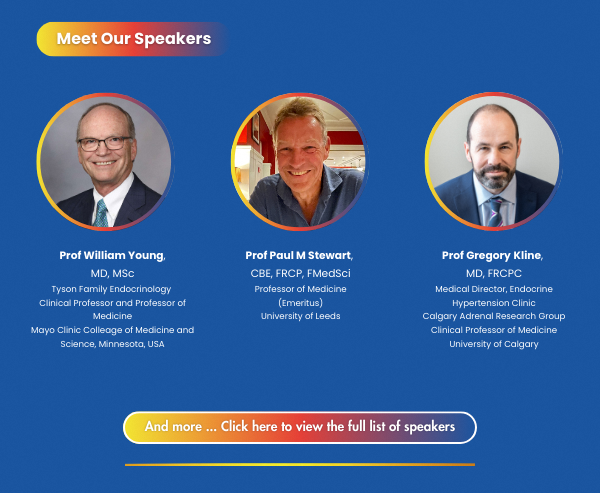 Meet Our Speakers
Prof William Young,
MD, MSc
Tyson Family Endocrinology
Clinical Professor and Professor of
Medicine
Mayo Clinic Colleage of Medicine and
Science, Minnesota, USA
Prof Paul M Stewart,
CBE, FRCP, FMedSci
Professor of Medicine
(Emeritus)
University of Leeds
Prof Gregory Kline,
MD, FRCPC
Medical Director, Endocrine
Hypertension Clinic
Calgary Adrenal Research Group
Clinical Professor of Medicine
University of Calgary
And more ... Click here to view the full list of speakers